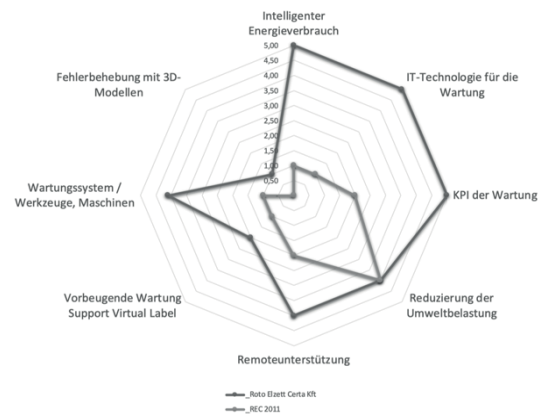 Intelligenter
Energieverbrauch
5,00
4,50
4,00
3,50
3,00
2,50
2,00
1,50
1,00
0,50
Fehlerbehebung mit 3D-
Modellen
IT-Technologie für die
Wartung
Wartungssystem /
Werkzeuge, Maschinen
KPI der Wartung
Vorbeugende Wartung
Support Virtual Label
Reduzierung der
Umweltbelastung
Remoteunterstützung
_Roto Elzett Certa Kft
_REC 2011